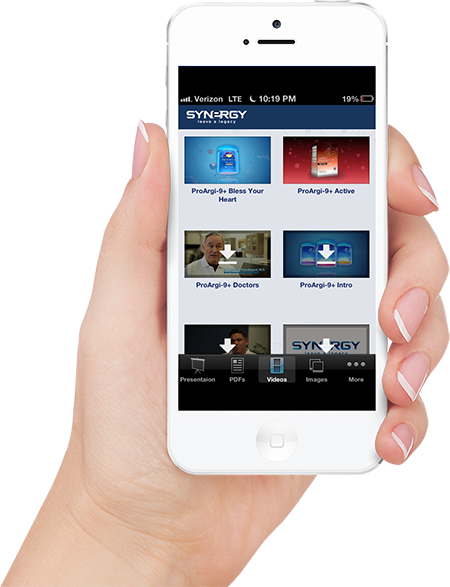 Verizon LTE 10:19 PM 19%
SYNERGY
leave a legacy
ProArgi-9+ Bless Your
Heart
ProArgi-9+ Active
ProArgi-9+ Doctors
ProArgi-9+ Intro
SYNERGY
Presentaion PDFs Videos Images More